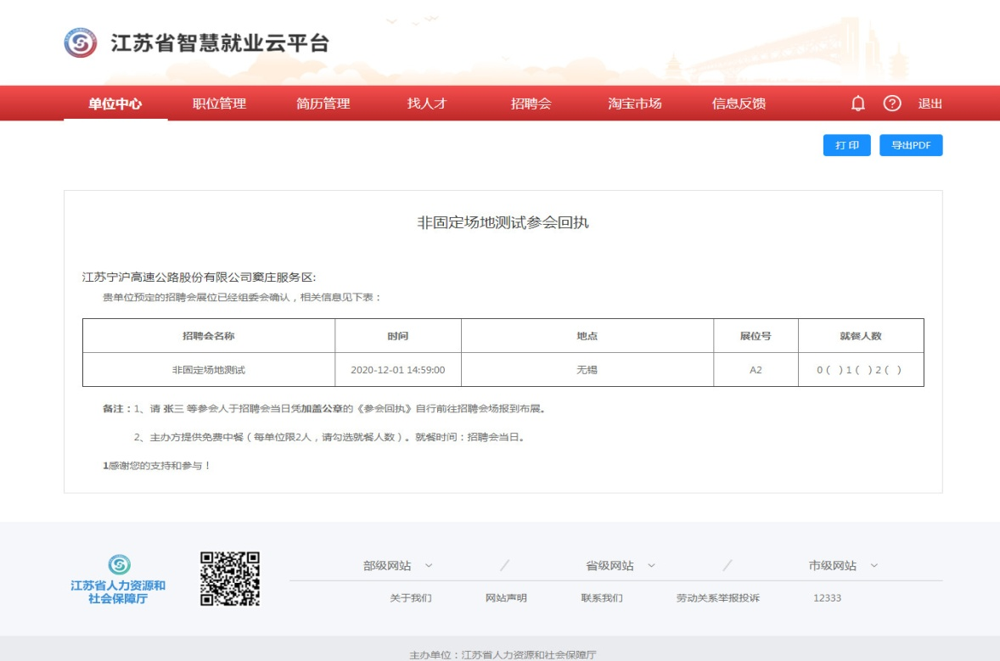 江苏省智慧就业云平台
单位中心 职位管理 简历管理 找人才 招聘会 淘宝市场 信息反馈 退出
打印 导出PDF
非固定场地测试参会回执
江苏宁沪高速公路股份有限公司窦庄服务区:
贵单位预定的招聘会展位已经组委会确认，相关信息见下表：
招聘会名称 时间 地点 展位号 就餐人数
非固定场地测试 2020-12-01 14:59:00 无锡 A2 0 ( ) 1 ( ) 2 ( )
备注：1、请 张三 等参会人于招聘会当日凭加盖公章的《参会回执》自行前往招聘会场报到布展。
2、主办方提供免费中餐（每单位限2人，请勾选就餐人数）。就餐时间：招聘会当日。
1感谢您的支持和参与！
江苏省人力资源和
社会保障厅
部级网站 省级网站 市级网站
关于我们 网站声明 联系我们 劳动关系举报投诉 12333
主办单位：江苏省人力资源和社会保障厅